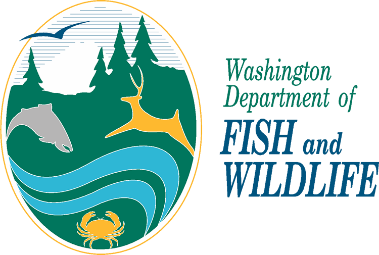 Washington
Department of
FISH and
WILDLIFE